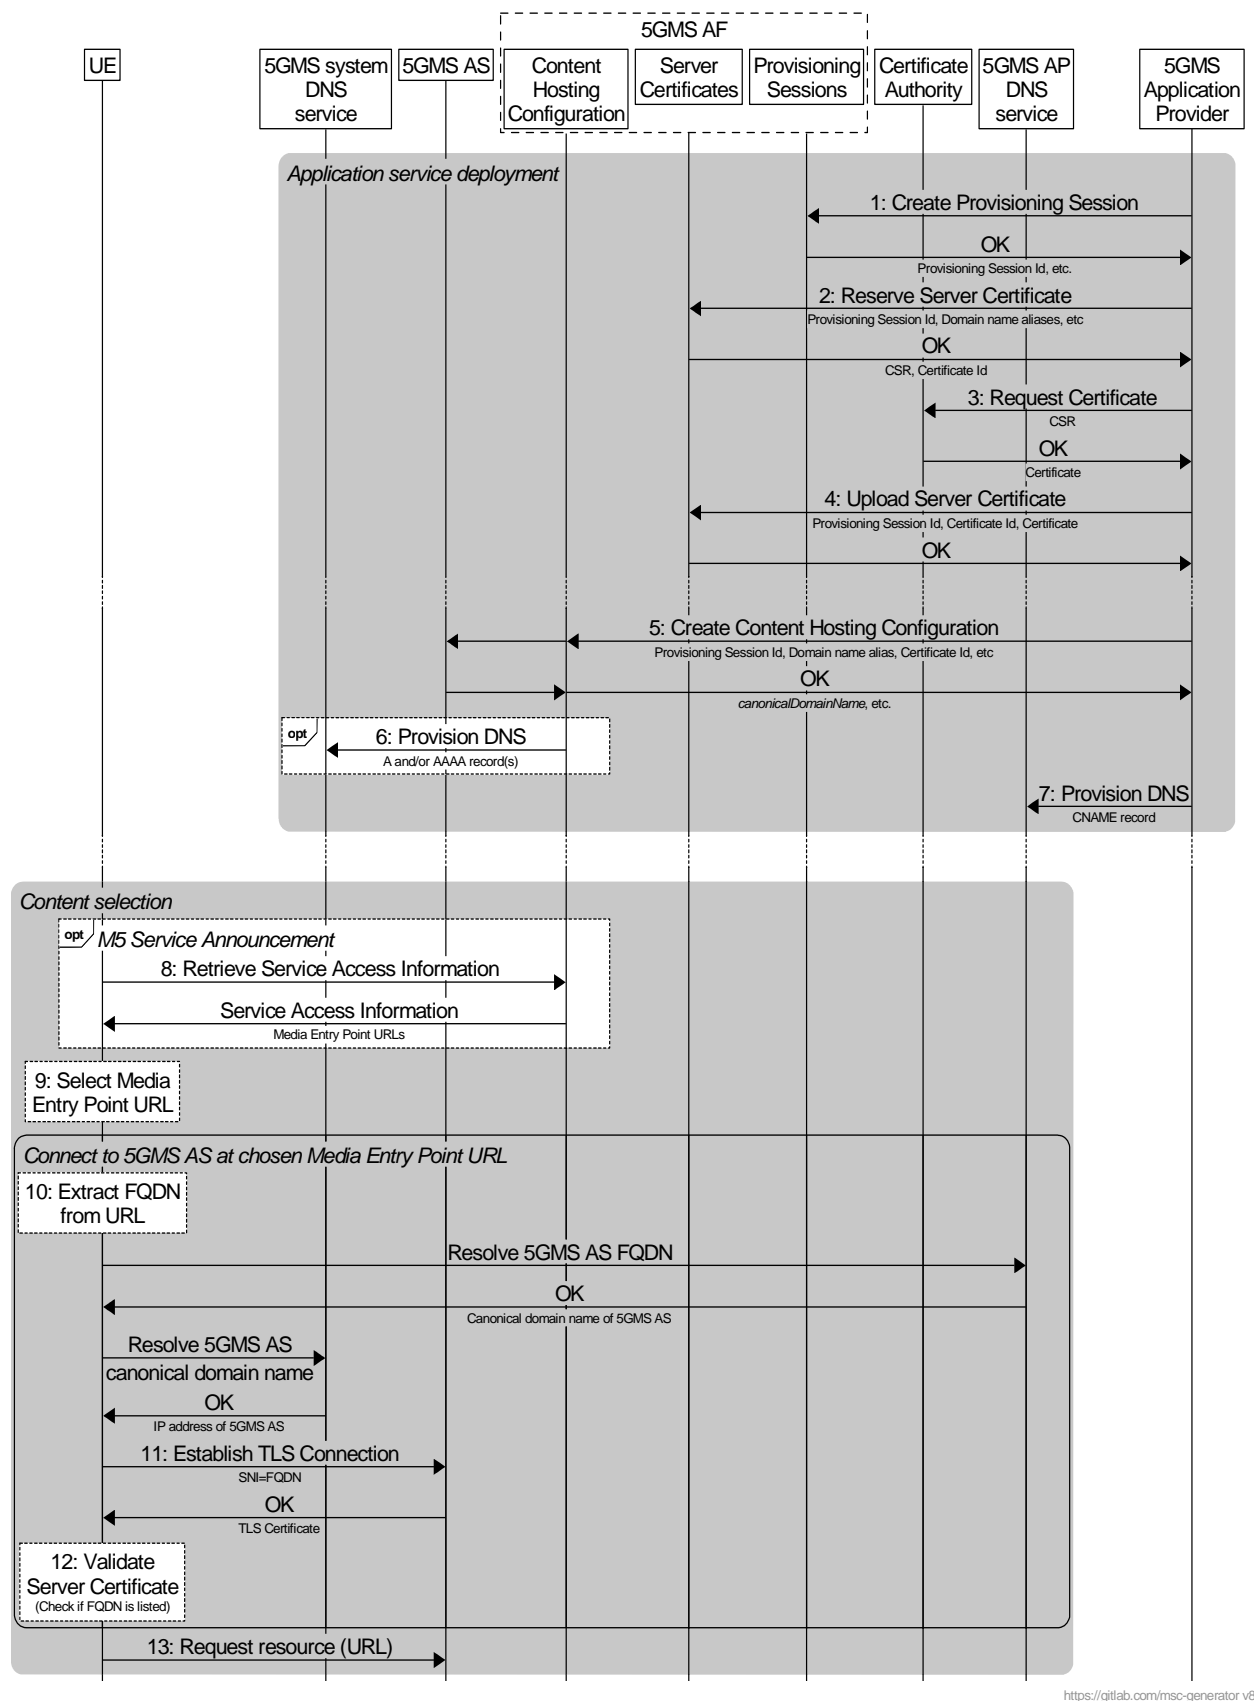 5GMS AF
UE
5GMS system
DNS
service
5GMS AS
Content
Hosting
Configuration
Server
Certificates
Provisioning
Sessions
Certificate
Authority
5GMS AP
DNS
service
5GMS
Application
Provider
Application service deployment
1: Create Provisioning Session
OK
Provisioning Session Id, etc.
2: Reserve Server Certificate
Provisioning Session Id, Domain name aliases, etc
OK
CSR, Certificate Id
3: Request Certificate
CSR
OK
Certificate
4: Upload Server Certificate
Provisioning Session Id, Certificate Id, Certificate
OK
5: Create Content Hosting Configuration
Provisioning Session Id, Domain name alias, Certificate Id, etc
OK
canonicalDomainName, etc.
opt
6: Provision DNS
A and/or AAAA record(s)
7: Provision DNS
CNAME record
Content selection
opt
M5 Service Announcement
8: Retrieve Service Access Information
Service Access Information
Media Entry Point URLs
9: Select Media
Entry Point URL
Connect to 5GMS AS at chosen Media Entry Point URL
10: Extract FQDN
from URL
Resolve 5GMS AS FQDN
OK
Canonical domain name of 5GMS AS
Resolve 5GMS AS
canonical domain name
OK
IP address of 5GMS AS
11: Establish TLS Connection
SNI=FQDN
OK
TLS Certificate
12: Validate
Server Certificate
(Check if FQDN is listed)
13: Request resource (URL)
https://gitlab.com/msc-generator v8